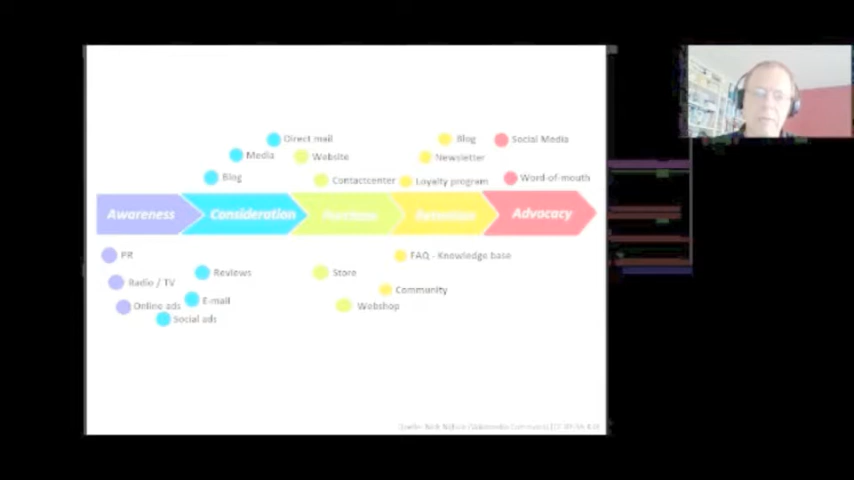 Direct mail
Blog
Social Media
Media
Website
Newsletter
Blog
Contactcenter
Loyalty program
Word-of-mouth
Awareness
Consideration
Advocacy
PR
FAQ - Knowledge base
Reviews
Store
Radio / TV
Community
E-mail
Online ads
Webshop
Social ads